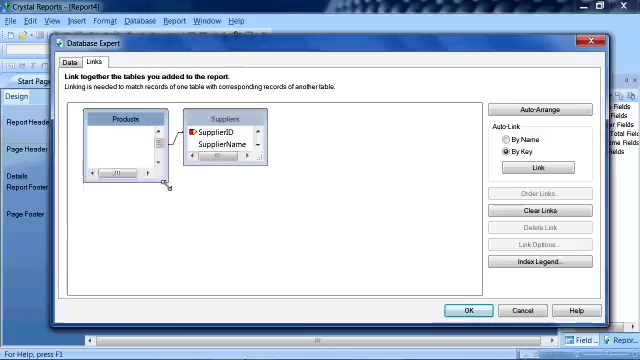 Crystal Reports - [Report4]
File Edit View Insert Format Database Report Window Help
Start Page
Design
Report Header
Page Header
Details
Report Footer
Page Footer
Database Expert
Data Links
Link together the tables you added to the report.
Linking is needed to match records of one table with corresponding records of another table.
Products
Suppliers
SupplierID
SupplierName
Auto-Arrange
Auto-Link
By Name
By Key
Link
Order Links...
Clear Links
Delete Link
Link Options...
Index Legend...
OK Cancel Help
Fields
Fields
Fields
Total Fields
Name Fields
Field
Repor
For Help, press F1